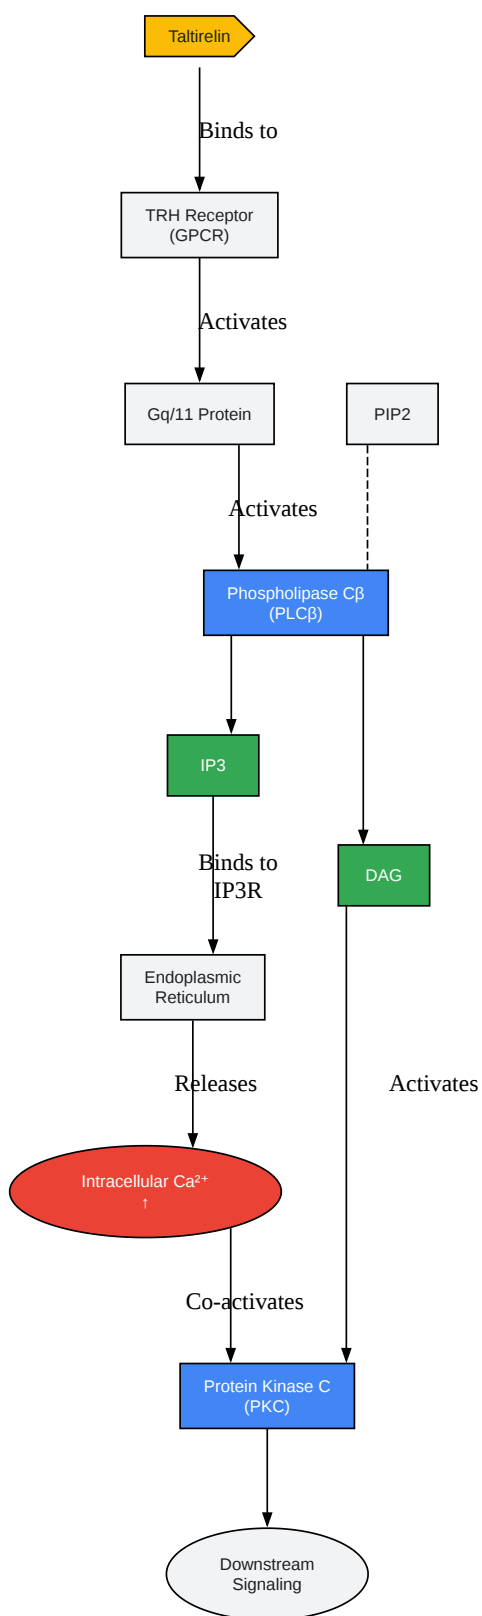 Taltirelin
Binds to
TRH Receptor
(GPCR)
Activates
Gq/11 Protein
PIP2
Activates
Phospholipase Cβ
(PLCβ)
IP3
Binds to
IP3R
DAG
Endoplasmic
Reticulum
Releases
Activates
Intracellular Ca²⁺
↑
Co-activates
Protein Kinase C
(PKC)
Downstream
Signaling